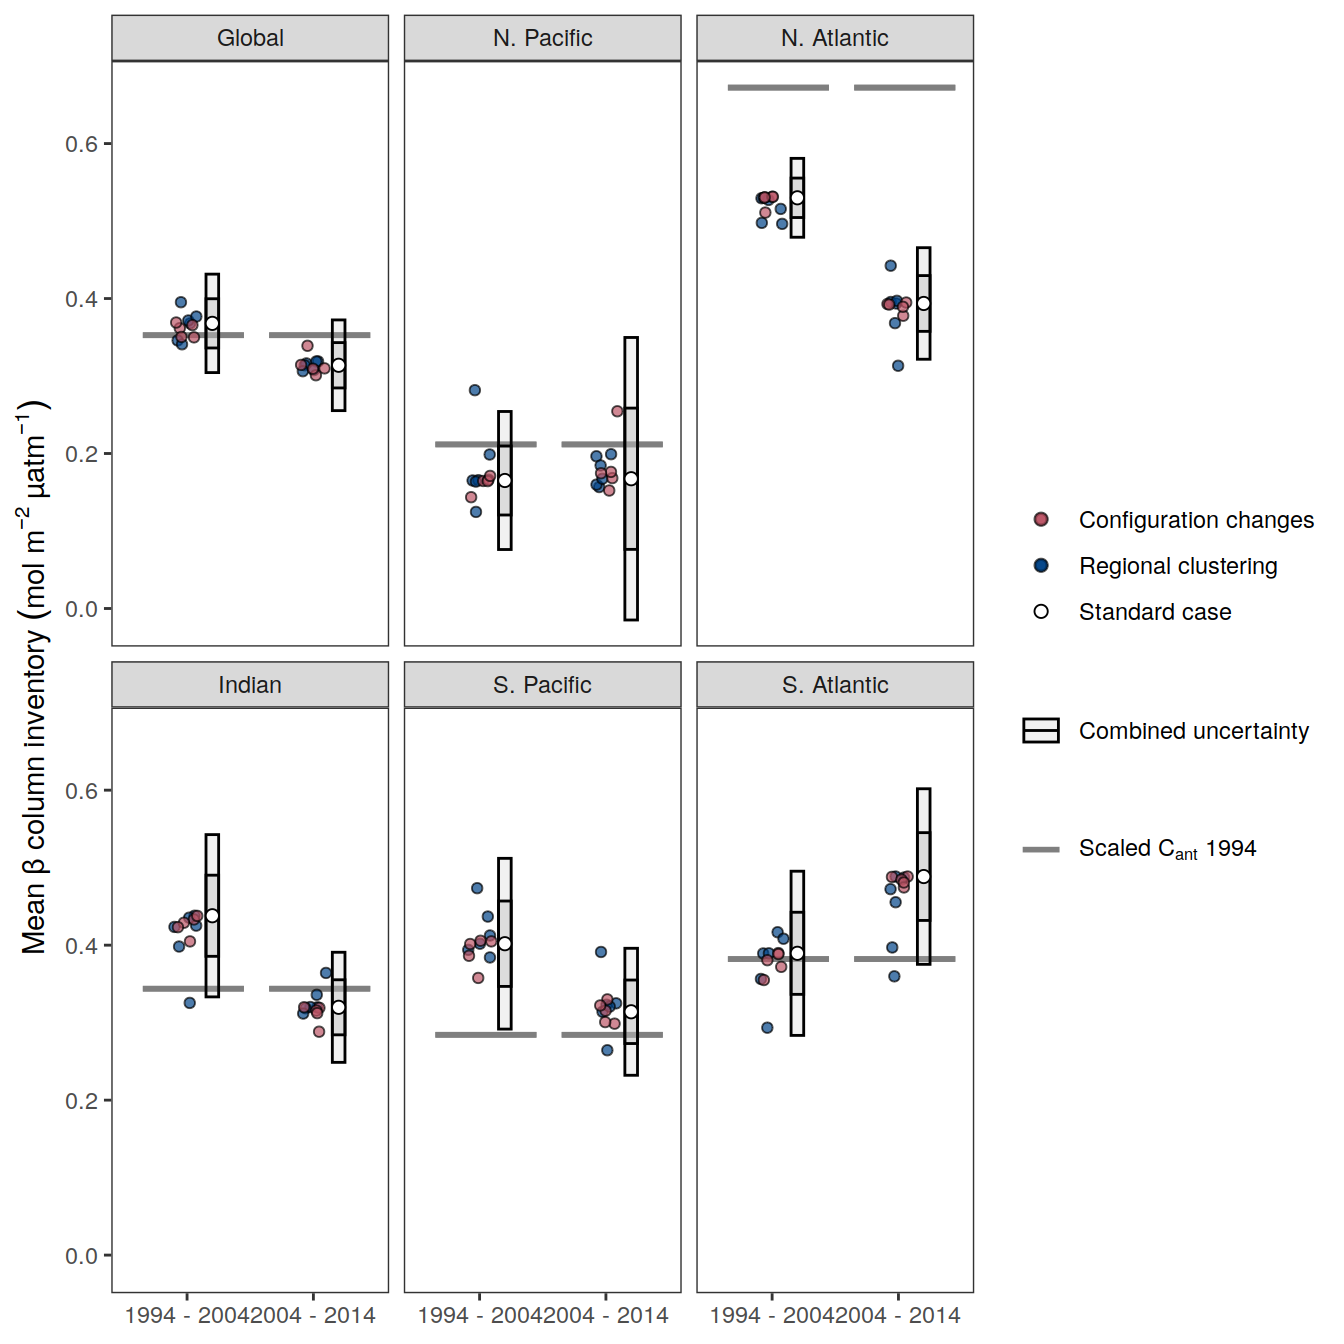 Global
N. Pacific
N. Atlantic
0.6
0.4
0.2
0.0
Indian
S. Pacific
S. Atlantic
0.6
0.4
0.2
0.0
1994 - 2004
2004 - 2014
1994 - 2004
2004 - 2014
1994 - 2004
2004 - 2014
Mean β column inventory (mol m⁻² µatm⁻¹)
Configuration changes
Regional clustering
Standard case
Combined uncertainty
Scaled Cₐₙₜ 1994